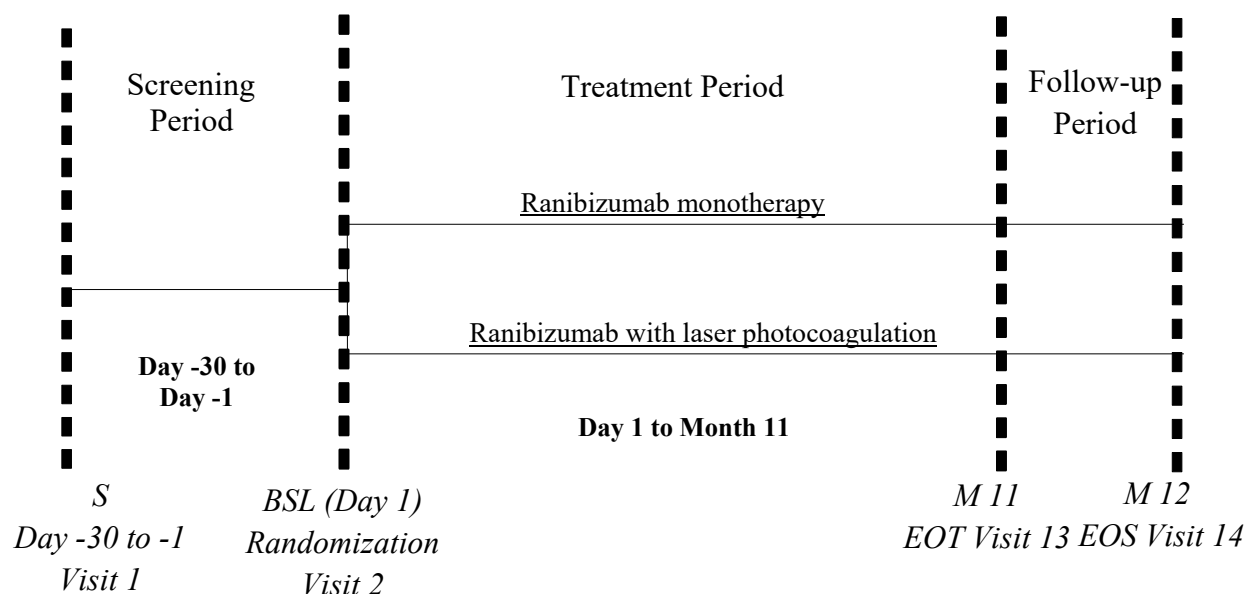 Screening
Period
Treatment Period
Follow-up
Period
Ranibizumab monotherapy
Ranibizumab with laser photocoagulation
Day -30 to
Day -1
Day 1 to Month 11
S
Day -30 to -1
Visit 1
BSL (Day 1)
Randomization
Visit 2
M 11
EOT Visit 13
M 12
EOS Visit 14